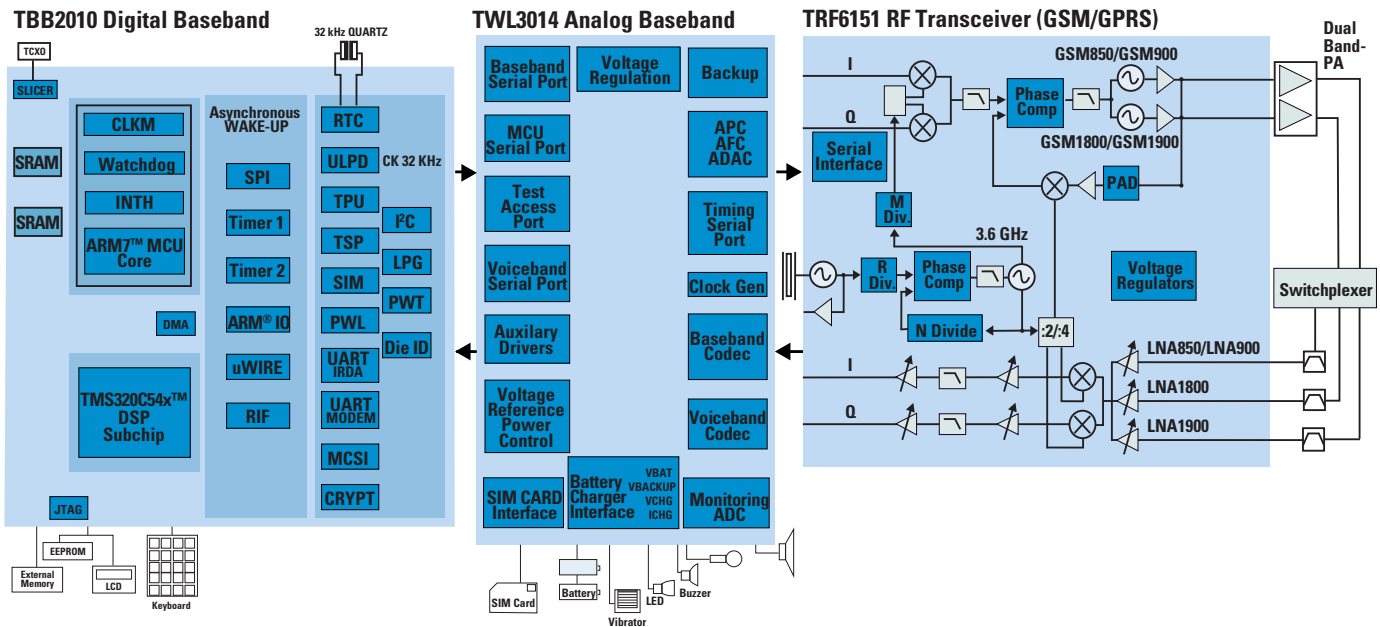 TBB2010 Digital Baseband
TCXO
SLICER
32 kHz QUARTZ
SRAM
SRAM
CLKM
Watchdog
INTH
ARM7™ MCU
Core
DMA
TMS320C54x™
DSP
Subchip
JTAG
Asynchronous
WAKE-UP
SPI
Timer 1
Timer 2
ARM® IO
uWIRE
RIF
RTC
ULPD
CK 32 KHz
TPU
TSP
SIM
PWL
UART
IRDA
UART
MODEM
MCSI
CRYPT
I²C
LPG
PWT
Die ID
External
Memory
EEPROM
LCD
Keyboard
TWL3014 Analog Baseband
Baseband
Serial Port
Voltage
Regulation
Backup
MCU
Serial Port
APC
AFC
ADAC
Test
Access
Port
Timing
Serial
Port
Voiceband
Serial Port
Clock Gen
Auxilary
Drivers
Baseband
Codec
Voltage
Reference
Power
Control
Voiceband
Codec
SIM CARD
Interface
Battery
Charger
Interface
VBAT
VBACKUP
VCHG
ICHG
Monitoring
ADC
SIM Card
Battery
Vibrator
LED
Buzzer
TRF6151 RF Transceiver (GSM/GPRS)
I
Q
Serial
Interface
Phase
Comp
GSM850/GSM900
GSM1800/GSM1900
PAD
M
Div.
3.6 GHz
R
Div.
Phase
Comp
N Divide
:2/:4
Voltage
Regulators
I
Q
LNA850/LNA900
LNA1800
LNA1900
Dual
Band-
PA
Switchplexer